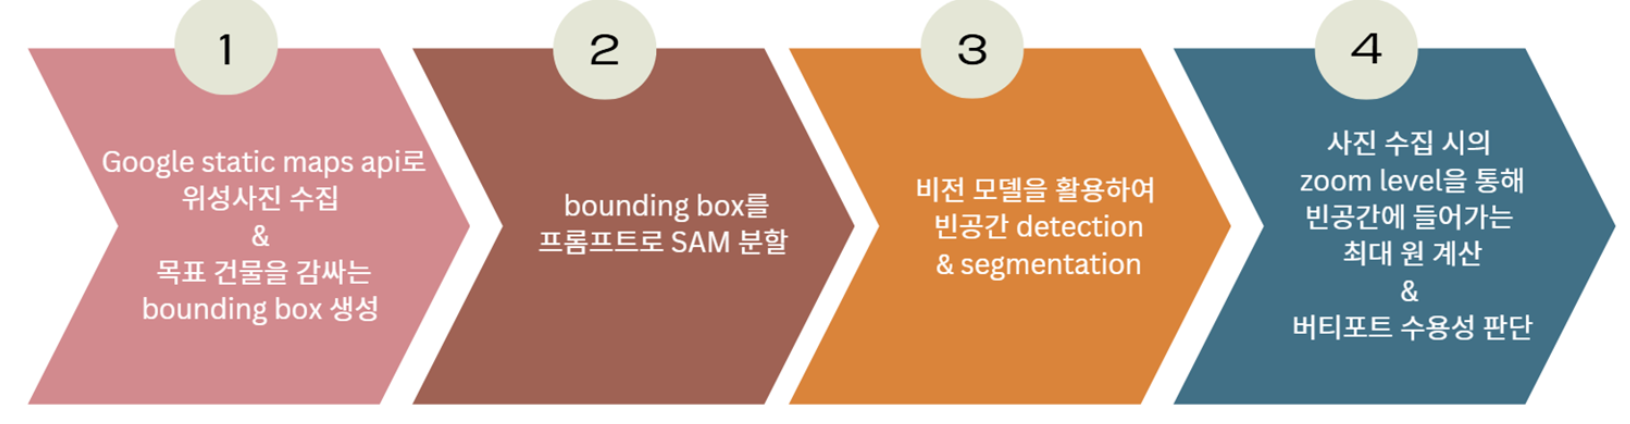 1
Google static maps api로
위성사진 수집
&
목표 건물을 감싸는
bounding box 생성
2
bounding box를
프롬프트로 SAM 분할
3
비전 모델을 활용하여
빈공간 detection
& segmentation
4
사진 수집 시의
zoom level을 통해
빈공간에 들어가는
최대 원 계산
&
버티포트 수용성 판단